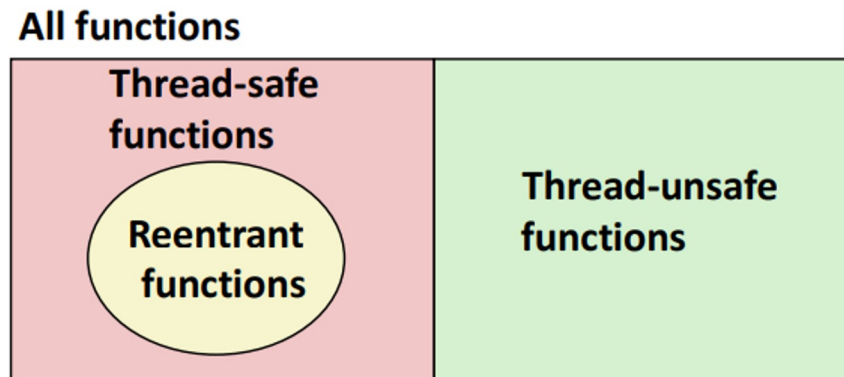 All functions
Thread-safe
functions
Reentrant
functions
Thread-unsafe
functions